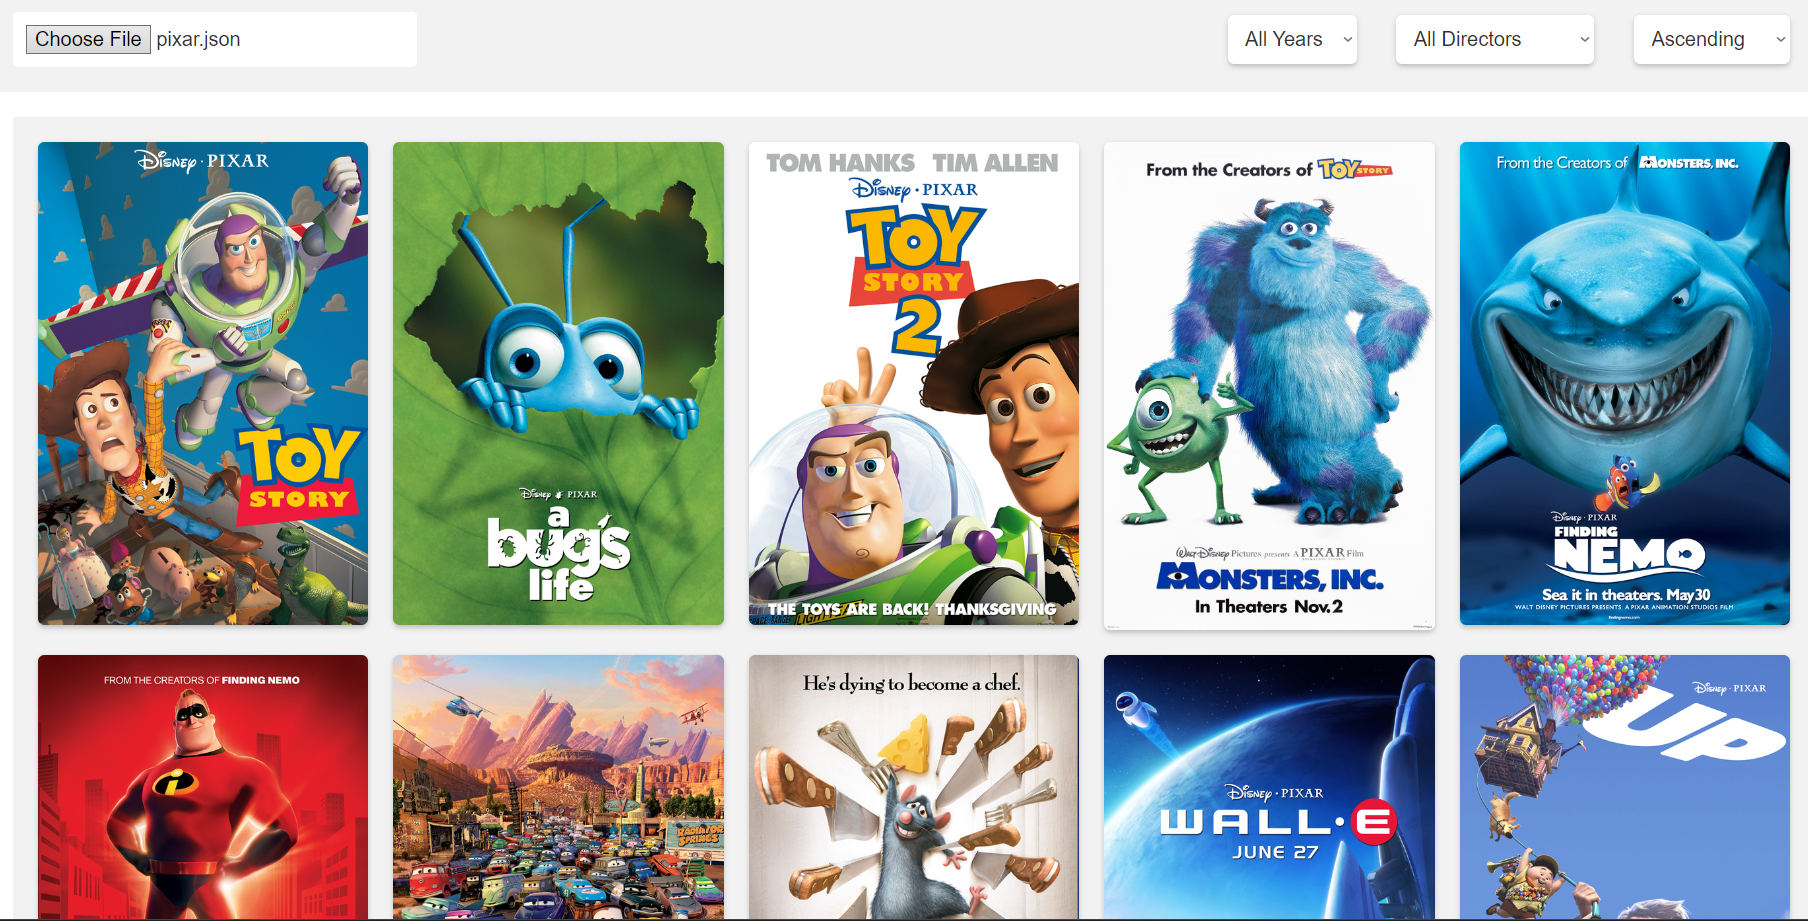 Choose File pixar.json
All Years
All Directors
Ascending
Disney · PIXAR
TOY
STORY
Disney PIXAR
a
bug's
life
TOM HANKS TIM ALLEN
Disney · PIXAR
TOY
STORY
2
THE TOYS ARE BACK! THANKSGIVING
From the Creators of TOY STORY
Walt Disney Pictures presents A PIXAR Film
MONSTERS, INC.
In Theaters Nov. 2
From the Creators of MONSTERS, INC.
Disney · PIXAR
FINDING
NEMO
Sea it in theaters. May 30
WALT DISNEY PICTURES PRESENTS A PIXAR ANIMATION STUDIOS FILM
findingnemo.com
FROM THE CREATORS OF FINDING NEMO
RADIATOR
SPRINGS
He's dying to become a chef.
Disney · PIXAR
WALL·E
JUNE 27
Disney · PIXAR
UP